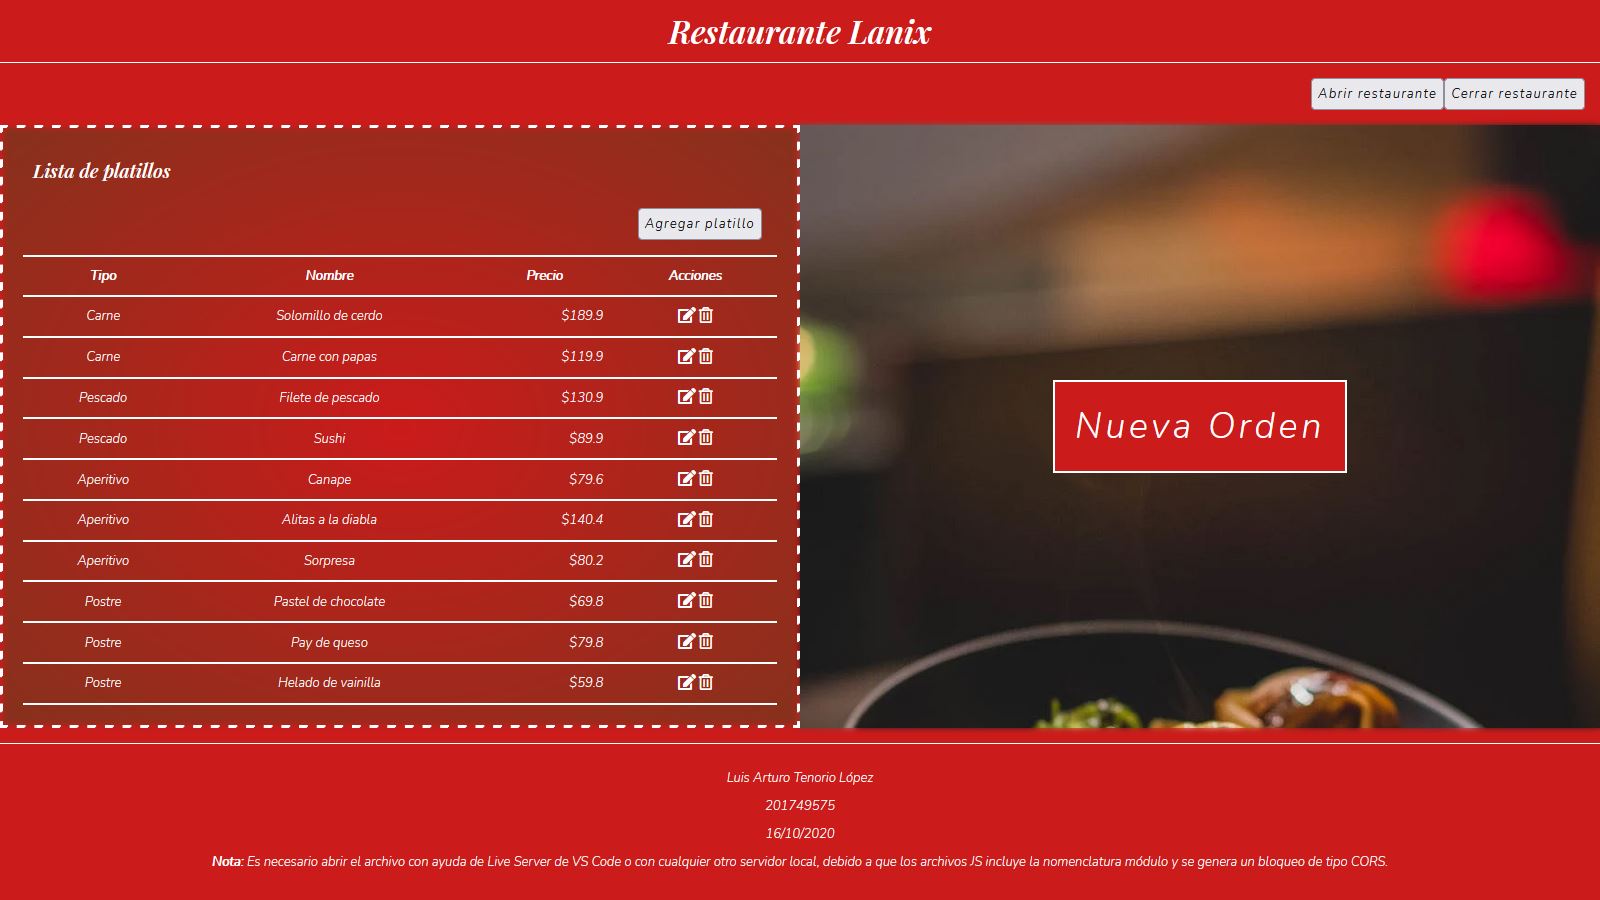 Restaurante Lanix
Abrir restaurante Cerrar restaurante
Lista de platillos
Agregar platillo
Tipo Nombre Precio Acciones
Carne Solomillo de cerdo $189.9
Carne Carne con papas $119.9
Pescado Filete de pescado $130.9
Pescado Sushi $89.9
Aperitivo Canape $79.6
Aperitivo Alitas a la diabla $140.4
Aperitivo Sorpresa $80.2
Postre Pastel de chocolate $69.8
Postre Pay de queso $79.8
Postre Helado de vainilla $59.8
Nueva Orden
Luis Arturo Tenorio López
201749575
16/10/2020
Nota: Es necesario abrir el archivo con ayuda de Live Server de VS Code o con cualquier otro servidor local, debido a que los archivos JS incluye la nomenclatura módulo y se genera un bloqueo de tipo CORS.